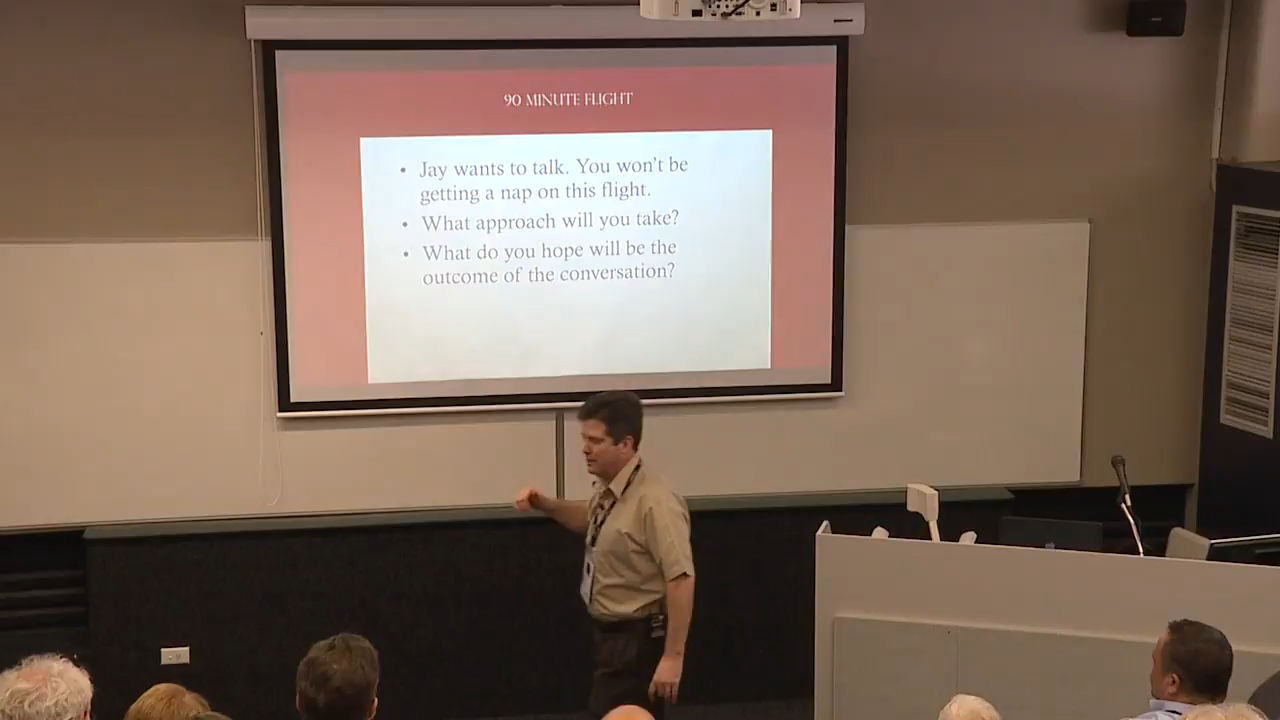 90 MINUTE FLIGHT
• Jay wants to talk. You won't be
getting a nap on this flight.
• What approach will you take?
• What do you hope will be the
outcome of the conversation?